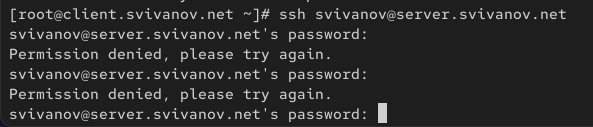 [root@client.svivanov.net ~]# ssh svivanov@server.svivanov.net
svivanov@server.svivanov.net's password:
Permission denied, please try again.
svivanov@server.svivanov.net's password:
Permission denied, please try again.
svivanov@server.svivanov.net's password: